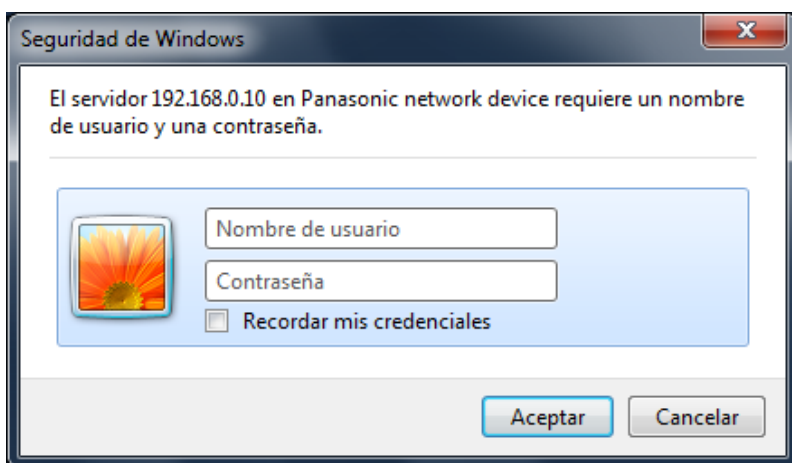 Seguridad de Windows
El servidor 192.168.0.10 en Panasonic network device requiere un nombre
de usuario y una contraseña.
Nombre de usuario
Contraseña
Recordar mis credenciales
Aceptar
Cancelar